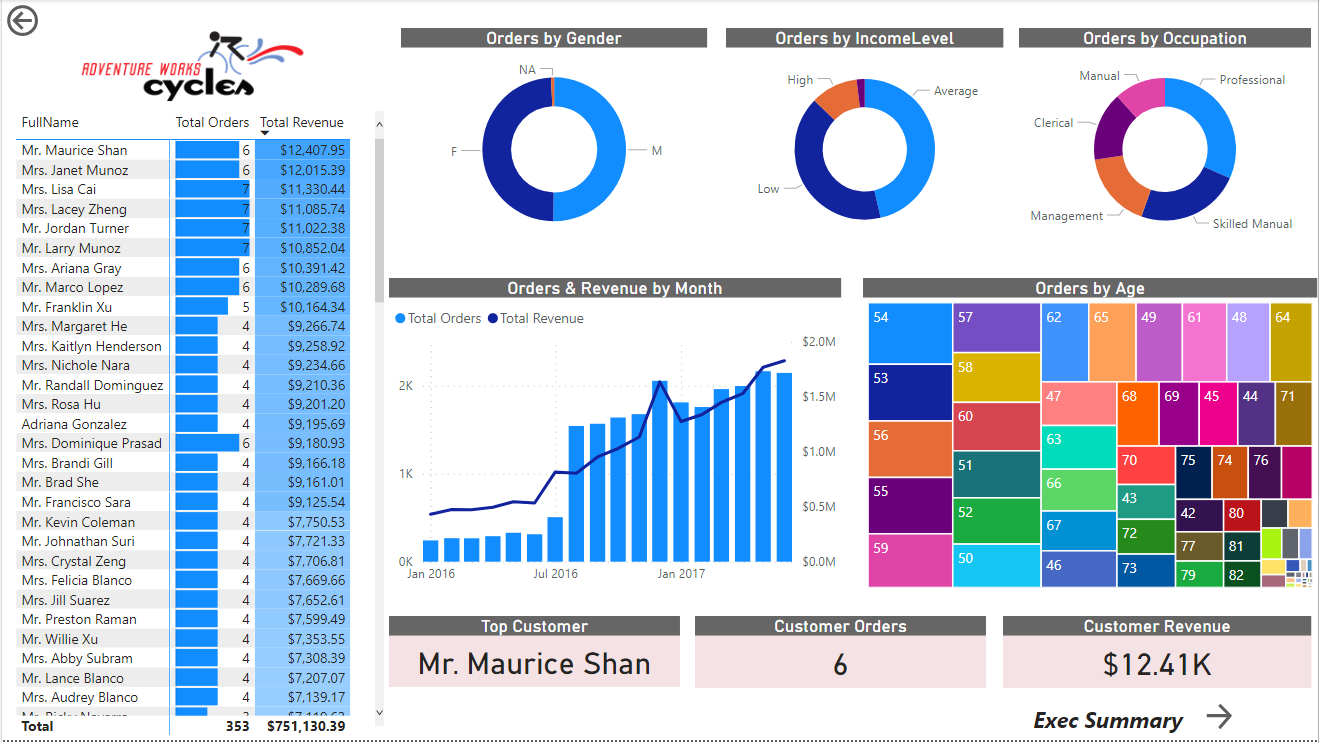 ADVENTURE WORKS
cycles
FullName Total Orders Total Revenue
Mr. Maurice Shan 6 $12,407.95
Mrs. Janet Munoz 6 $12,015.39
Mrs. Lisa Cai 7 $11,330.44
Mrs. Lacey Zheng 7 $11,085.74
Mr. Jordan Turner 7 $11,022.38
Mr. Larry Munoz 7 $10,852.04
Mrs. Ariana Gray 6 $10,391.42
Mr. Marco Lopez 6 $10,289.68
Mr. Franklin Xu 5 $10,164.34
Mrs. Margaret He 4 $9,266.74
Mrs. Kaitlyn Henderson 4 $9,258.92
Mrs. Nichole Nara 4 $9,234.66
Mr. Randall Dominguez 4 $9,210.36
Mrs. Rosa Hu 4 $9,201.20
Adriana Gonzalez 4 $9,195.69
Mrs. Dominique Prasad 6 $9,180.93
Mrs. Brandi Gill 4 $9,166.18
Mr. Brad She 4 $9,161.01
Mr. Francisco Sara 4 $9,125.54
Mr. Kevin Coleman 4 $7,750.53
Mr. Johnathan Suri 4 $7,721.33
Mrs. Crystal Zeng 4 $7,706.81
Mrs. Felicia Blanco 4 $7,669.66
Mrs. Jill Suarez 4 $7,652.61
Mr. Preston Raman 4 $7,599.49
Mr. Willie Xu 4 $7,353.55
Mrs. Abby Subram 4 $7,308.39
Mr. Lance Blanco 4 $7,207.07
Mrs. Audrey Blanco 4 $7,139.17
Total 353 $751,130.39
Orders by Gender
NA
F
M
Orders by IncomeLevel
High
Average
Low
Orders by Occupation
Manual
Professional
Clerical
Management
Skilled Manual
Orders & Revenue by Month
Total Orders Total Revenue
$2.0M
2K
$1.5M
$1.0M
1K
$0.5M
0K
$0.0M
Jan 2016 Jul 2016 Jan 2017
Orders by Age
54
53
56
55
59
57
58
60
51
52
50
62
65
49
61
48
64
47
63
66
67
46
68
69
45
44
71
70
43
72
73
75
74
76
42
80
77
81
79
82
Top Customer
Mr. Maurice Shan
Customer Orders
6
Customer Revenue
$12.41K
Exec Summary